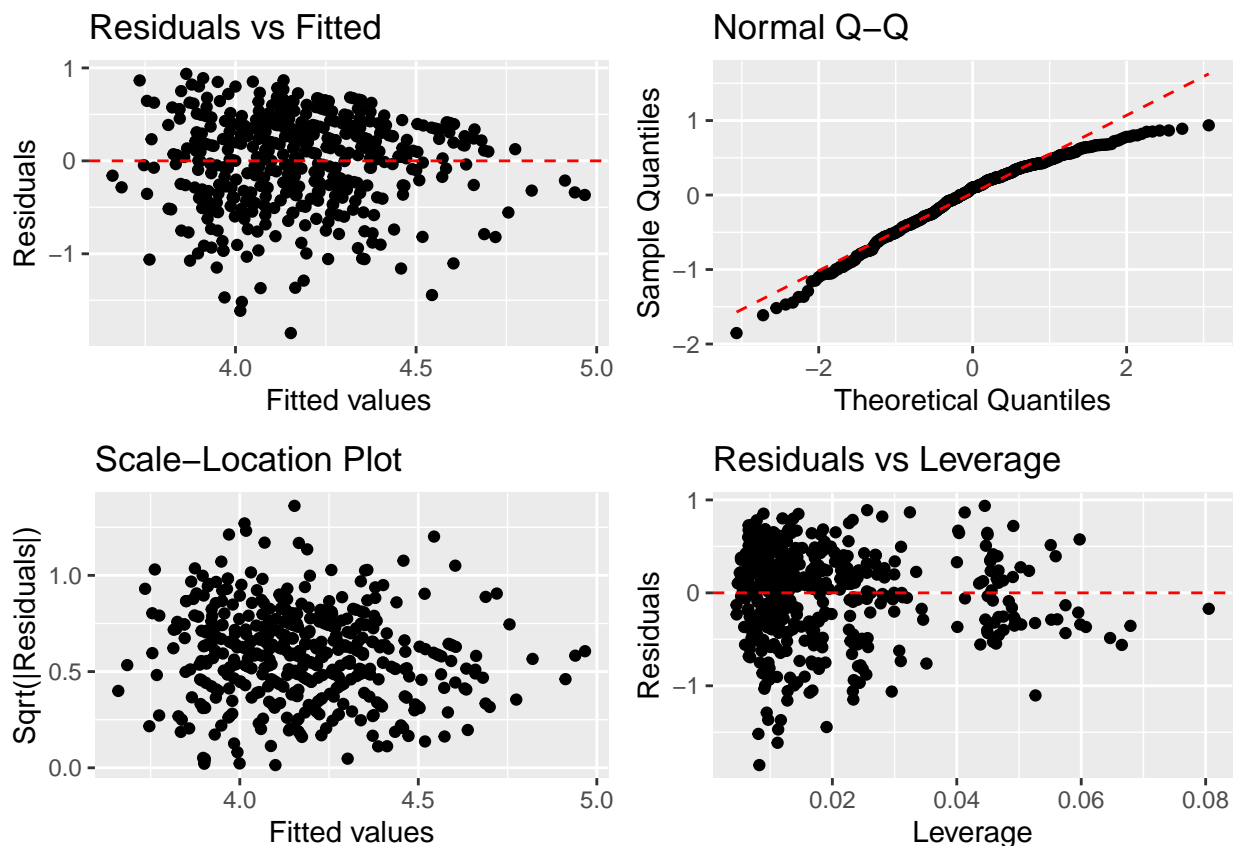 Residuals vs Fitted
Residuals
1
0
−1
4.0 4.5 5.0
Fitted values
Normal Q−Q
Sample Quantiles
1
0
−1
−2
−2 0 2
Theoretical Quantiles
Scale−Location Plot
Sqrt(|Residuals|)
1.0
0.5
0.0
4.0 4.5 5.0
Fitted values
Residuals vs Leverage
Residuals
1
0
−1
0.02 0.04 0.06 0.08
Leverage